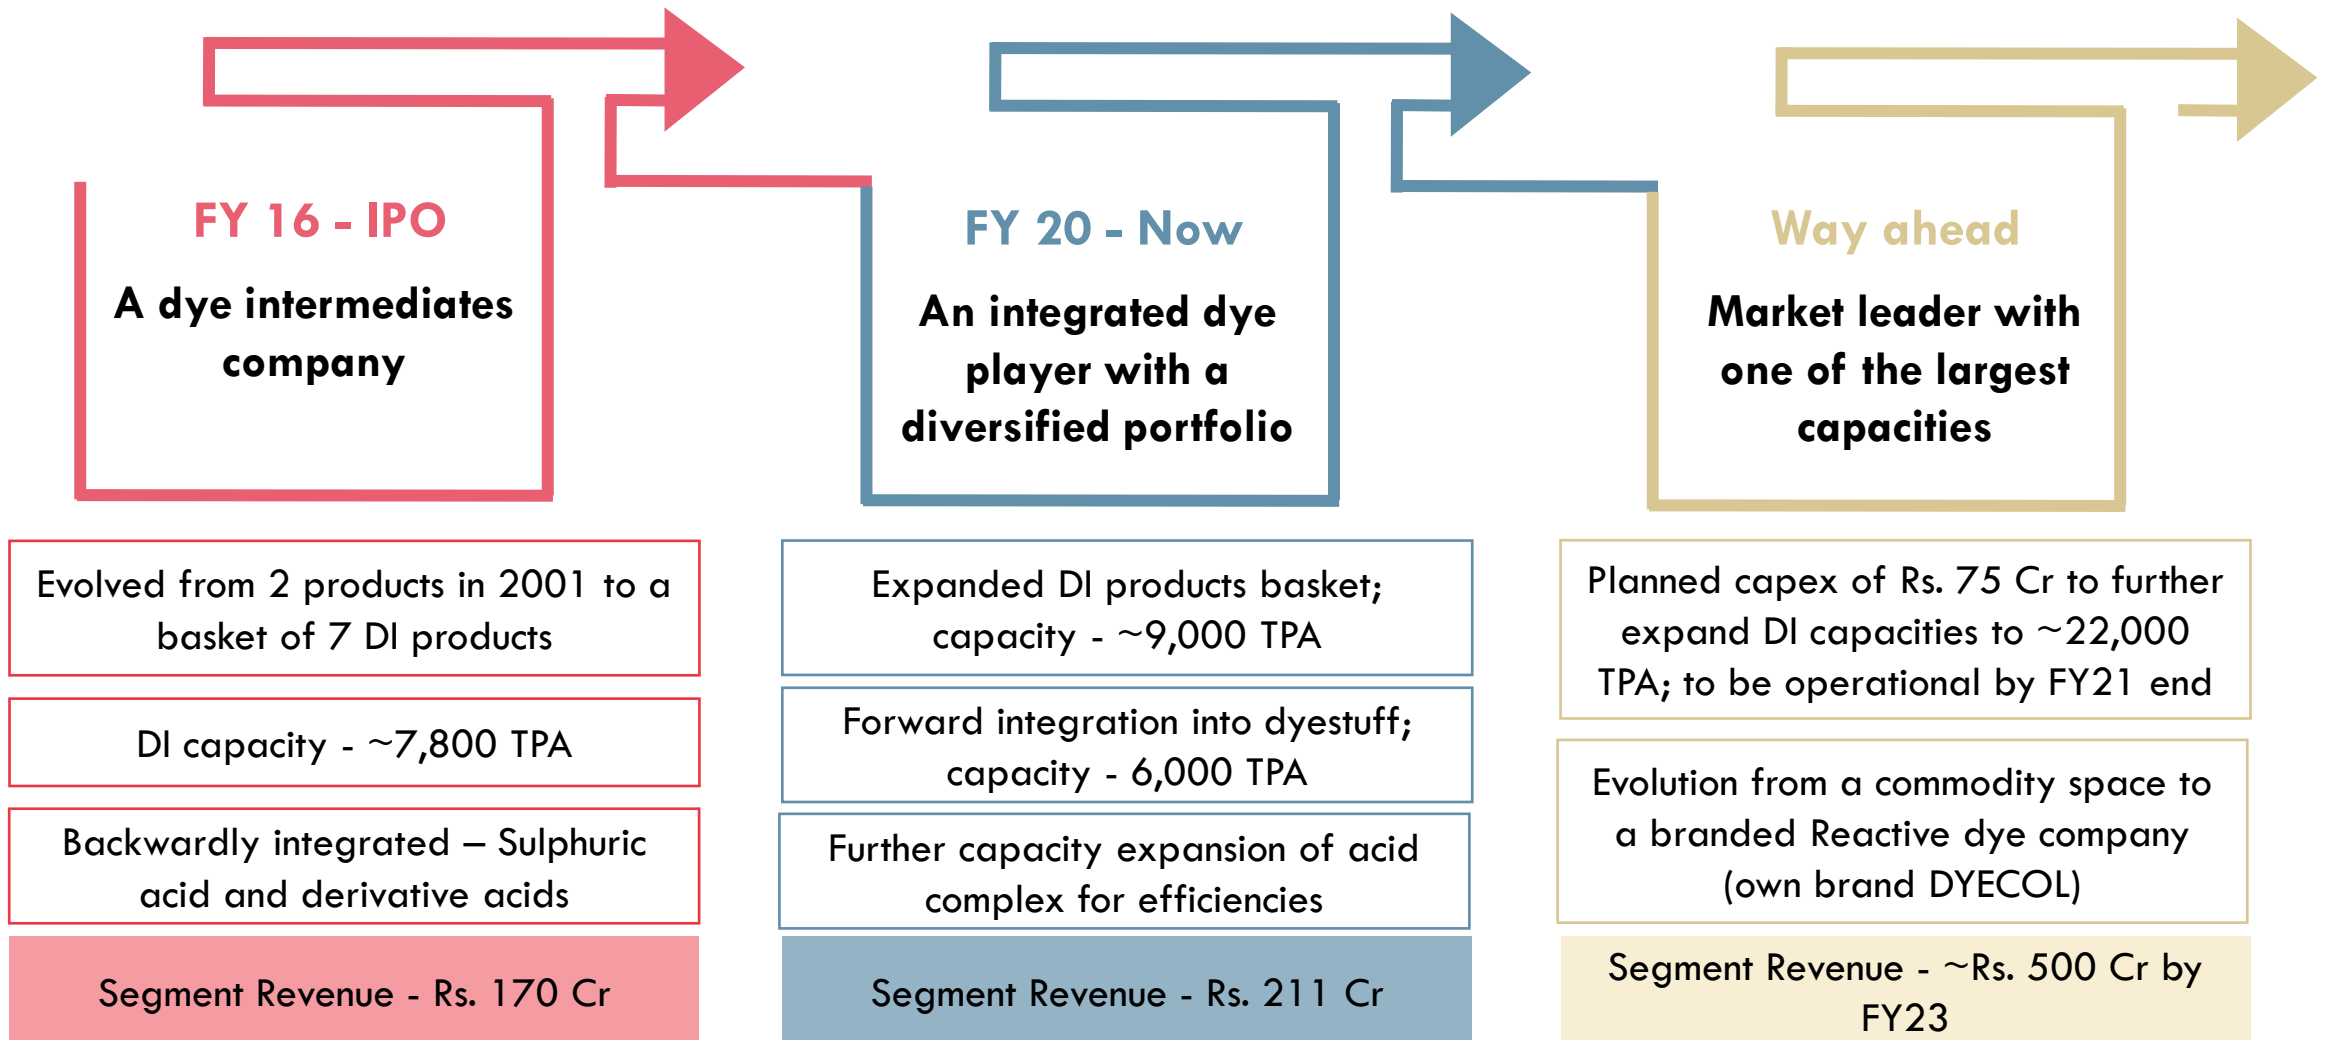 FY 16 - IPO
A dye intermediates
company
Evolved from 2 products in 2001 to a
basket of 7 DI products
DI capacity - ~7,800 TPA
Backwardly integrated – Sulphuric
acid and derivative acids
Segment Revenue - Rs. 170 Cr
FY 20 - Now
An integrated dye
player with a
diversified portfolio
Expanded DI products basket;
capacity - ~9,000 TPA
Forward integration into dyestuff;
capacity - 6,000 TPA
Further capacity expansion of acid
complex for efficiencies
Segment Revenue - Rs. 211 Cr
Way ahead
Market leader with
one of the largest
capacities
Planned capex of Rs. 75 Cr to further
expand DI capacities to ~22,000
TPA; to be operational by FY21 end
Evolution from a commodity space to
a branded Reactive dye company
(own brand DYECOL)
Segment Revenue - ~Rs. 500 Cr by
FY23